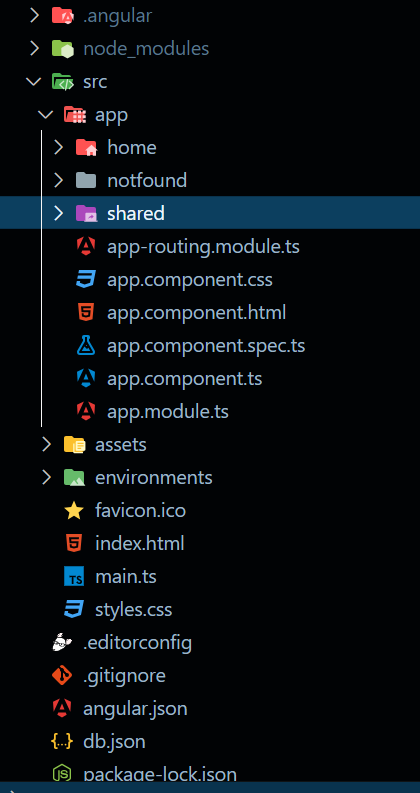 .angular
node_modules
src
app
home
notfound
shared
app-routing.module.ts
app.component.css
app.component.html
app.component.spec.ts
app.component.ts
app.module.ts
assets
environments
favicon.ico
index.html
TS main.ts
styles.css
.editorconfig
.gitignore
angular.json
{..} db.json
JS package-lock.json